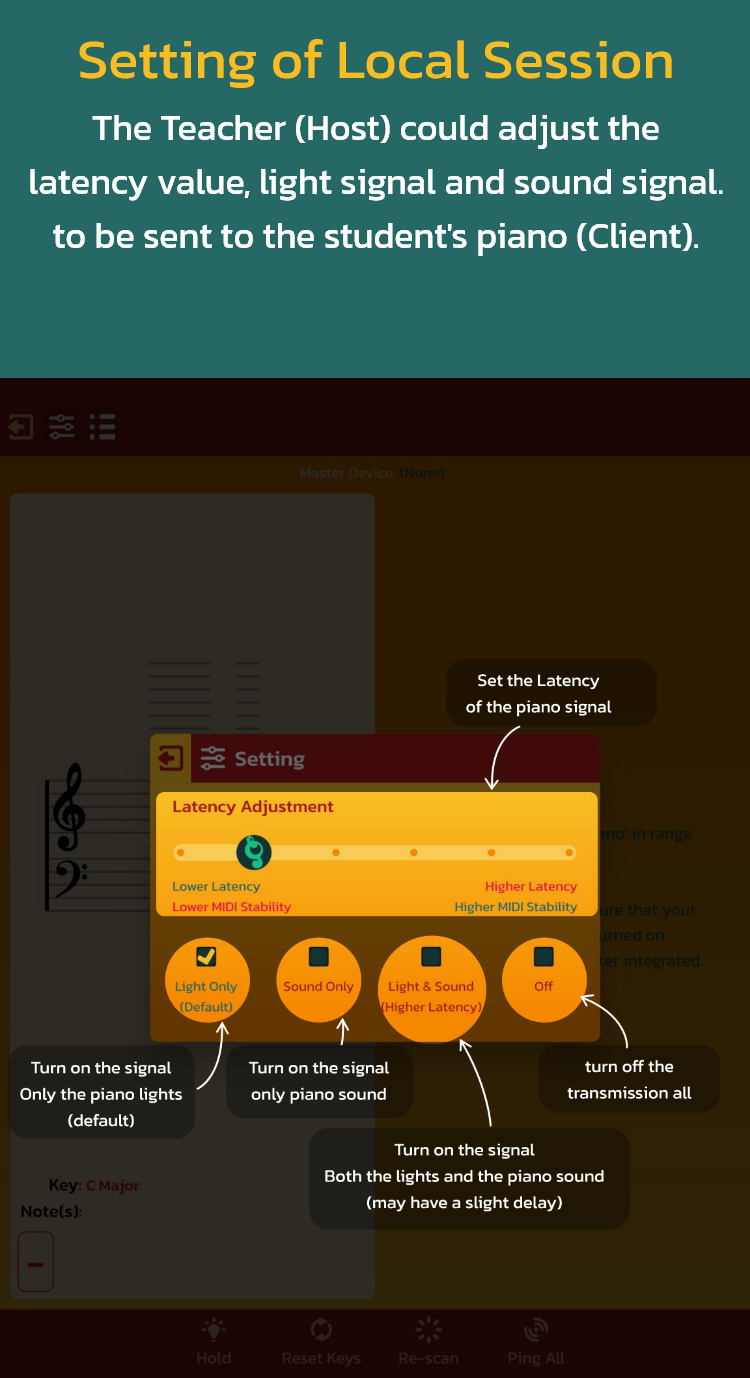 Setting of Local Session
The Teacher (Host) could adjust the
latency value, light signal and sound signal.
to be sent to the student's piano (Client).
Master Device: (None)
Set the Latency
of the piano signal
Setting
Latency Adjustment
Lower Latency
Higher Latency
Lower MIDI Stability
Higher MIDI Stability
in range.
ure that your
urned on
ter integrated.
Light Only
(Default)
Sound Only
Light & Sound
(Higher Latency)
Off
Turn on the signal
Only the piano lights
(default)
Turn on the signal
only piano sound
turn off the
transmission all
Turn on the signal
Both the lights and the piano sound
(may have a slight delay)
Key: C Major
Note(s):
-
Hold
Reset Keys
Re-scan
Ping All